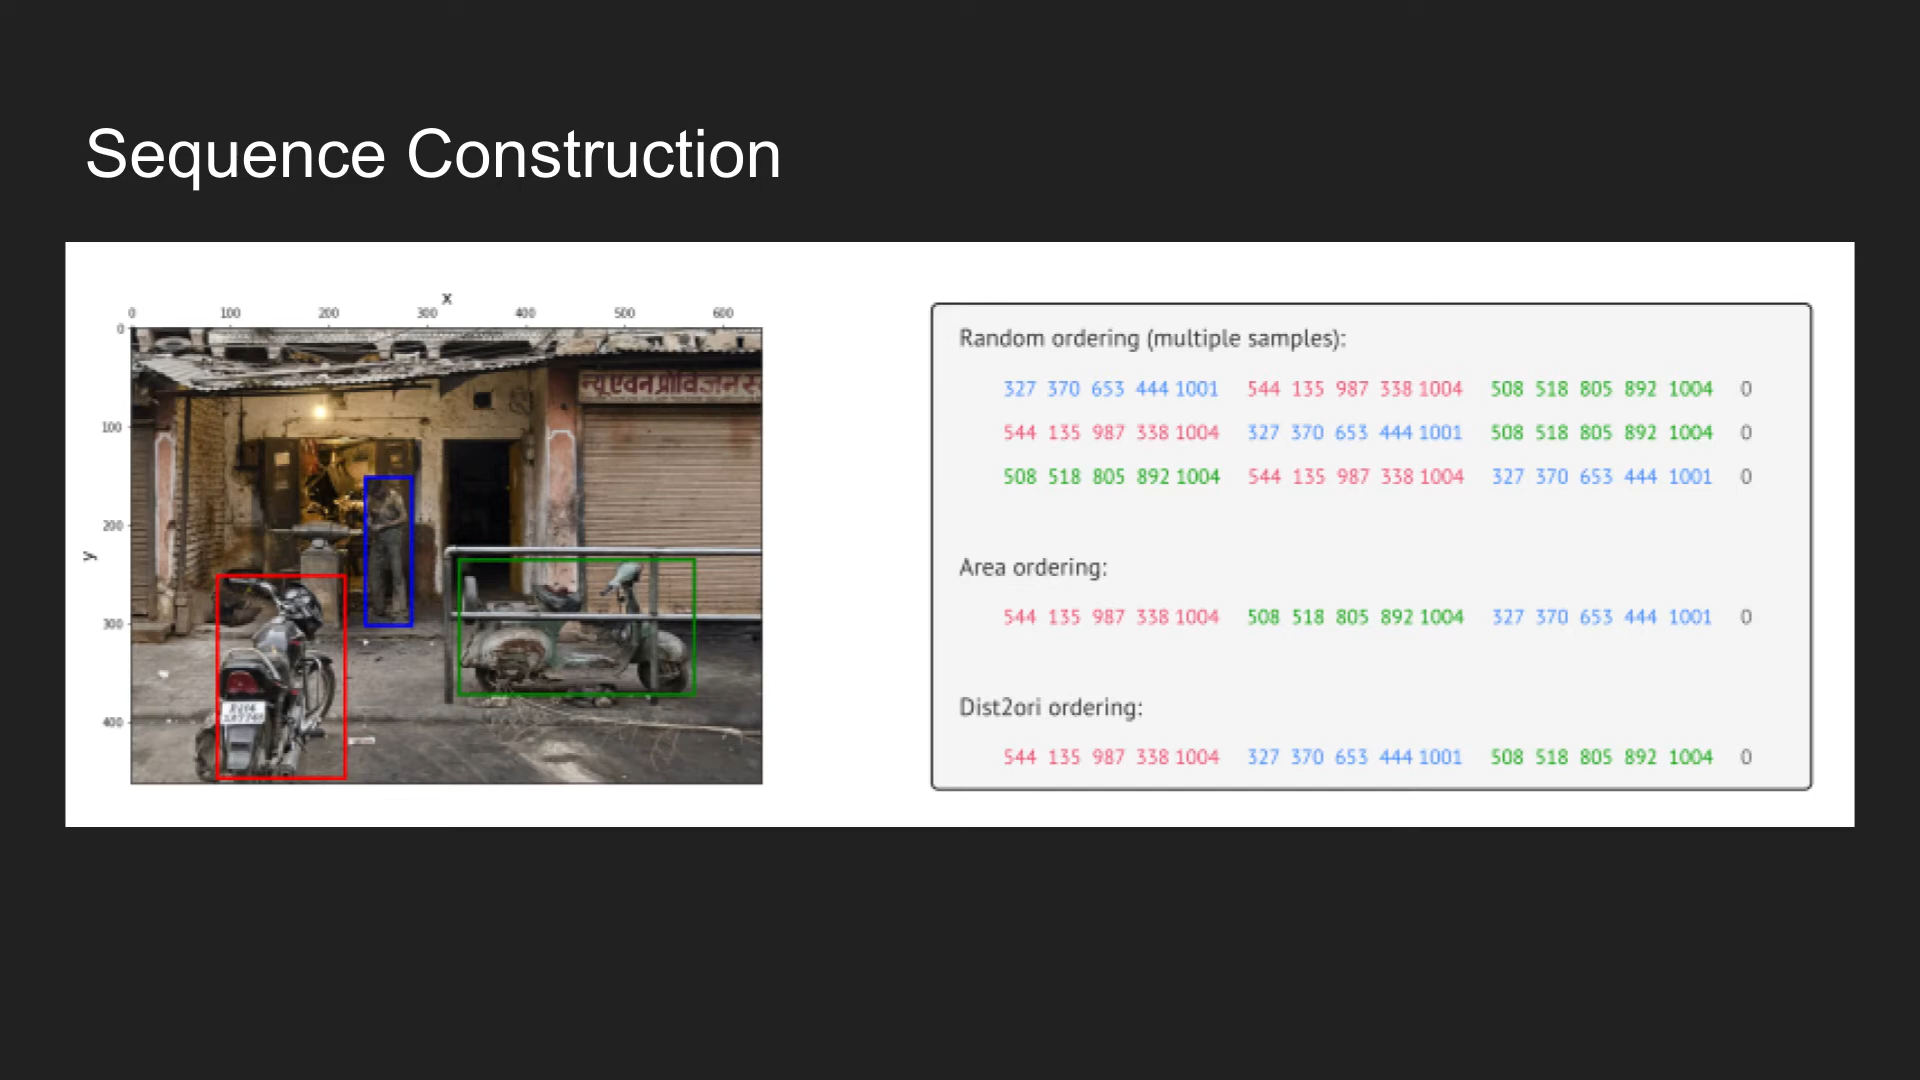 Sequence Construction
x
0 100 200 300 400 500 600
0
100
200
300
400
y
न्यू एवन प्रोविजन स
Random ordering (multiple samples):
327 370 653 444 1001 544 135 987 338 1004 508 518 805 892 1004 0
544 135 987 338 1004 327 370 653 444 1001 508 518 805 892 1004 0
508 518 805 892 1004 544 135 987 338 1004 327 370 653 444 1001 0
Area ordering:
544 135 987 338 1004 508 518 805 892 1004 327 370 653 444 1001 0
Dist2ori ordering:
544 135 987 338 1004 327 370 653 444 1001 508 518 805 892 1004 0